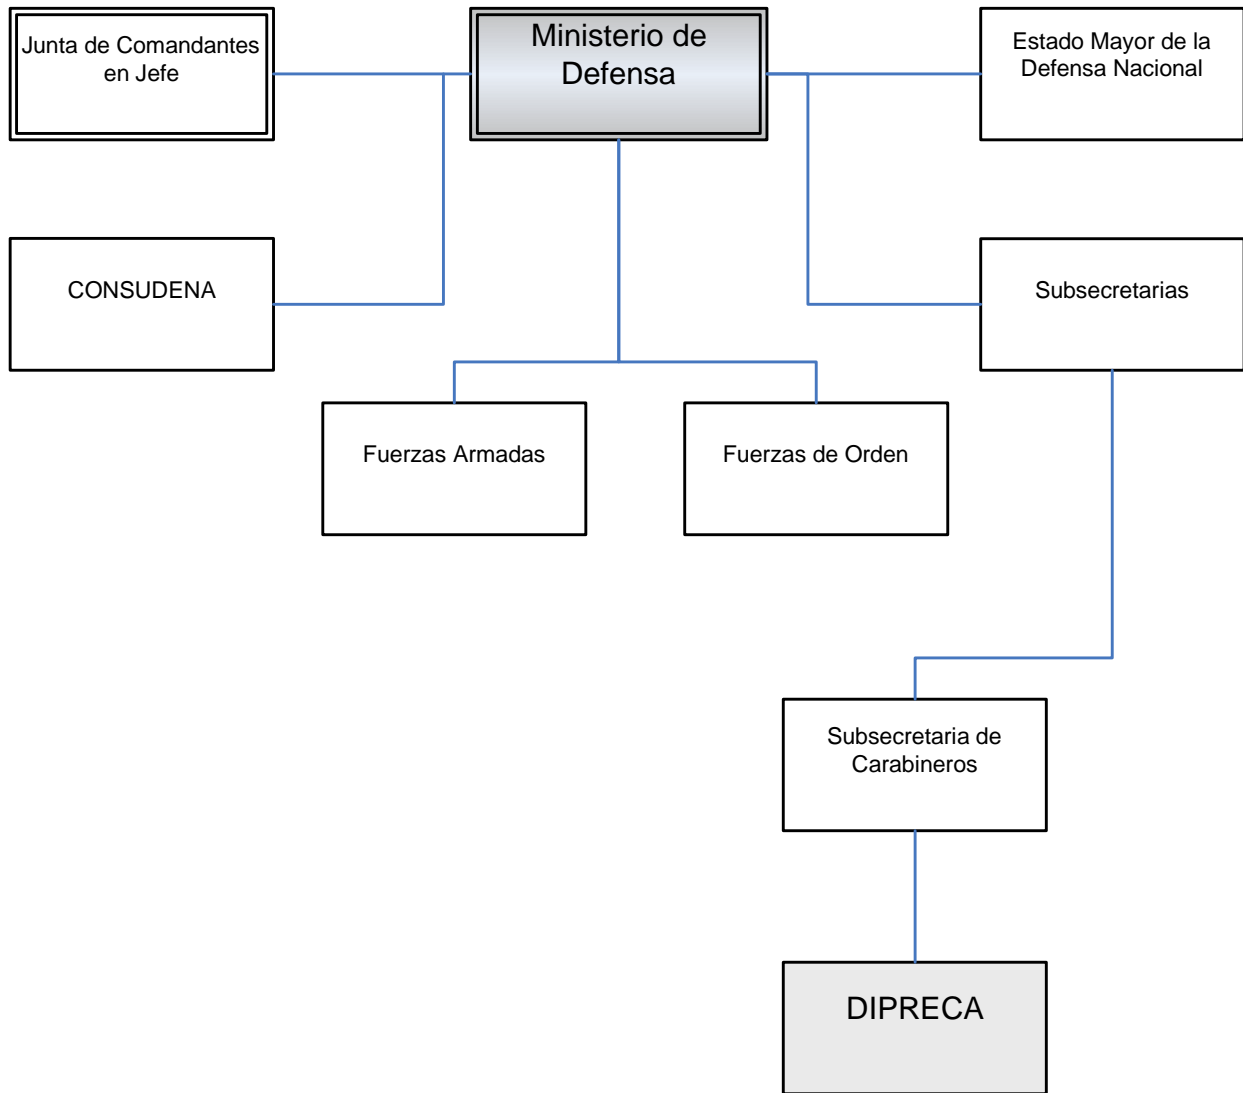 Junta de Comandantes
en Jefe
Ministerio de
Defensa
Estado Mayor de la
Defensa Nacional
CONSUDENA
Subsecretarias
Fuerzas Armadas
Fuerzas de Orden
Subsecretaria de
Carabineros
DIPRECA